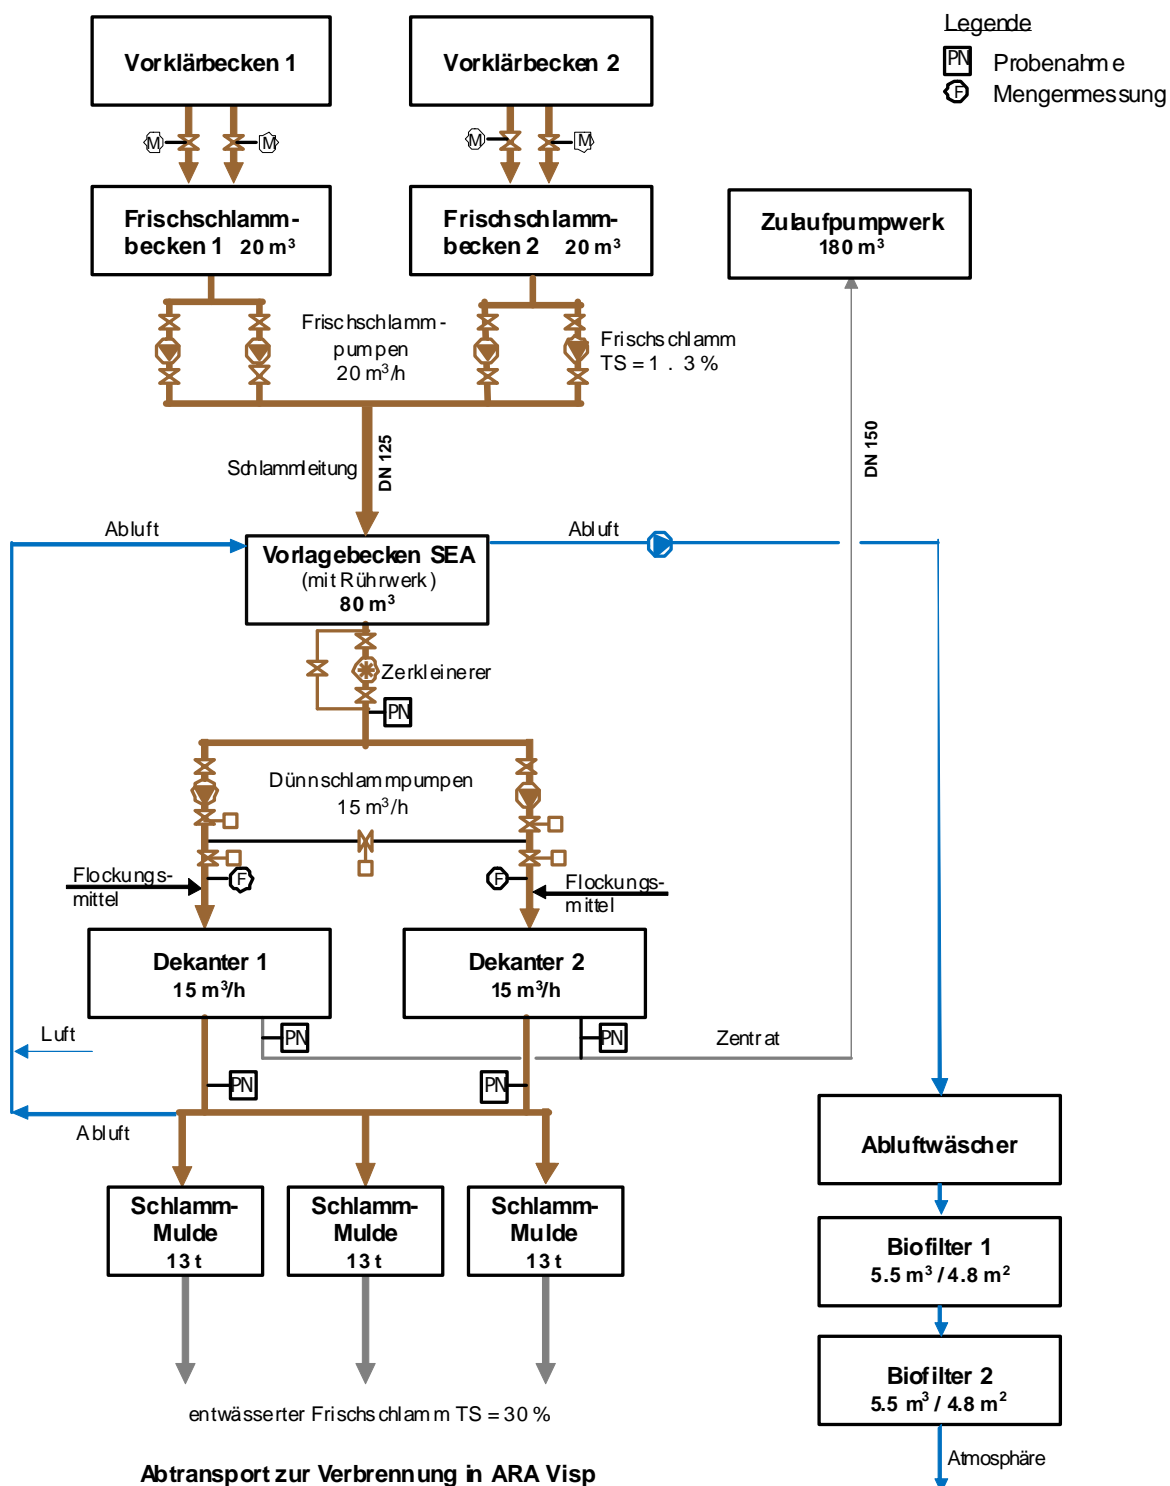 Legende
PN Probenahme
F Mengenmessung
Vorklärbecken 1
Vorklärbecken 2
M
M
M
M
Frischschlamm-
becken 1 20 m³
Frischschlamm-
becken 2 20 m³
Zulaufpumpwerk
180 m³
Frischschlamm-
pumpen
20 m³/h
Frischschlamm
TS = 1 . 3 %
Schlammleitung
DN 125
DN 150
Abluft
Abluft
Vorlagebecken SEA
(mit Rührwerk)
80 m³
Zerkleinerer
PN
Dünnschlammpumpen
15 m³/h
Flockungs-
mittel
F
F
Flockungs-
mittel
Dekanter 1
15 m³/h
Dekanter 2
15 m³/h
Luft
PN
PN
Zentrat
PN
PN
Abluft
Abluftwäscher
Schlamm-
Mulde
13 t
Schlamm-
Mulde
13 t
Schlamm-
Mulde
13 t
Biofilter 1
5.5 m³ / 4.8 m²
Biofilter 2
5.5 m³ / 4.8 m²
entwässerter Frischschlamm TS = 30 %
Atmosphäre
Abtransport zur Verbrennung in ARA Visp